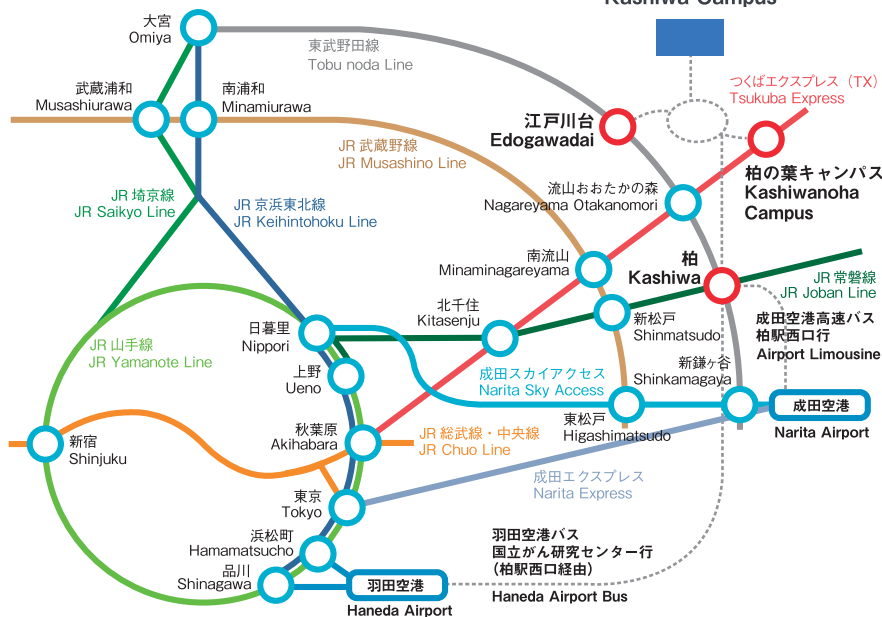 Kashiwa Campus
大宮
Omiya
東武野田線
Tobu noda Line
つくばエクスプレス（TX）
Tsukuba Express
武蔵浦和
Musashiurawa
南浦和
Minamiurawa
江戸川台
Edogawadai
JR 武蔵野線
JR Musashino Line
柏の葉キャンパス
Kashiwanoha
Campus
JR 埼京線
JR Saikyo Line
JR 京浜東北線
JR Keihintohoku Line
流山おおたかの森
Nagareyama Otakanomori
南流山
Minaminagareyama
柏
Kashiwa
JR 常磐線
JR Joban Line
北千住
Kitasenju
日暮里
Nippori
新松戸
Shinmatsudo
成田空港高速バス
柏駅西口行
Airport Limousine
JR 山手線
JR Yamanote Line
上野
Ueno
成田スカイアクセス
Narita Sky Access
新鎌ヶ谷
Shinkamagaya
成田空港
Narita Airport
新宿
Shinjuku
秋葉原
Akihabara
JR 総武線・中央線
JR Chuo Line
東松戸
Higashimatsudo
成田エクスプレス
Narita Express
東京
Tokyo
浜松町
Hamamatsucho
品川
Shinagawa
羽田空港
Haneda Airport
羽田空港バス
国立がん研究センター行
（柏駅西口経由）
Haneda Airport Bus